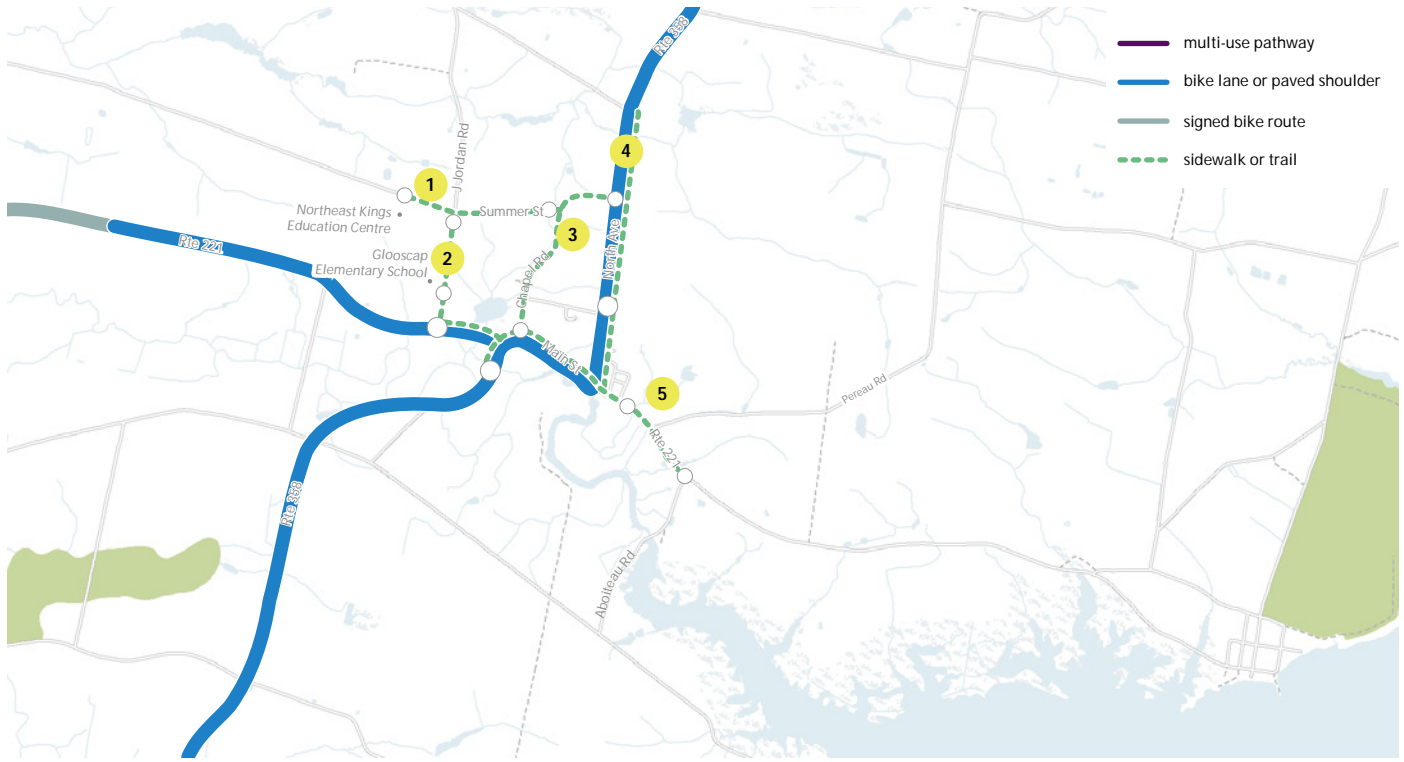 Rte 358
multi-use pathway
bike lane or paved shoulder
signed bike route
sidewalk or trail
4
J Jordan Rd
1
Northeast Kings
Education Centre
Summer St
3
Rte 221
Glooscap
Elementary School
2
North Ave
Chapel Rd
Main St
5
Pereau Rd
Rte 221
Rte 358
Aboiteau Rd